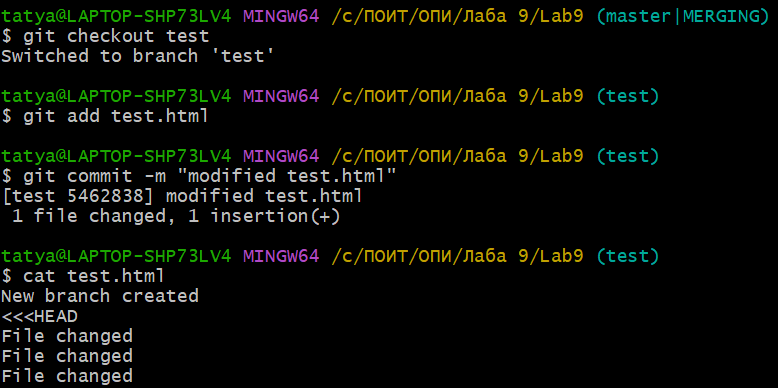 tatya@LAPTOP-SHP73LV4 MINGW64 /c/ПОИТ/ОПИ/Лаба 9/Lab9 (master|MERGING)
$ git checkout test
Switched to branch 'test'
tatya@LAPTOP-SHP73LV4 MINGW64 /c/ПОИТ/ОПИ/Лаба 9/Lab9 (test)
$ git add test.html
tatya@LAPTOP-SHP73LV4 MINGW64 /c/ПОИТ/ОПИ/Лаба 9/Lab9 (test)
$ git commit -m "modified test.html"
[test 5462838] modified test.html
 1 file changed, 1 insertion(+)
tatya@LAPTOP-SHP73LV4 MINGW64 /c/ПОИТ/ОПИ/Лаба 9/Lab9 (test)
$ cat test.html
New branch created
<<<HEAD
File changed
File changed
File changed